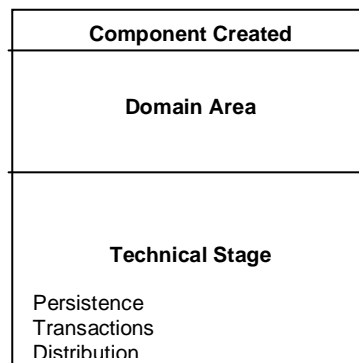 Component Created
Domain Area
Technical Stage
Persistence
Transactions
Distribution